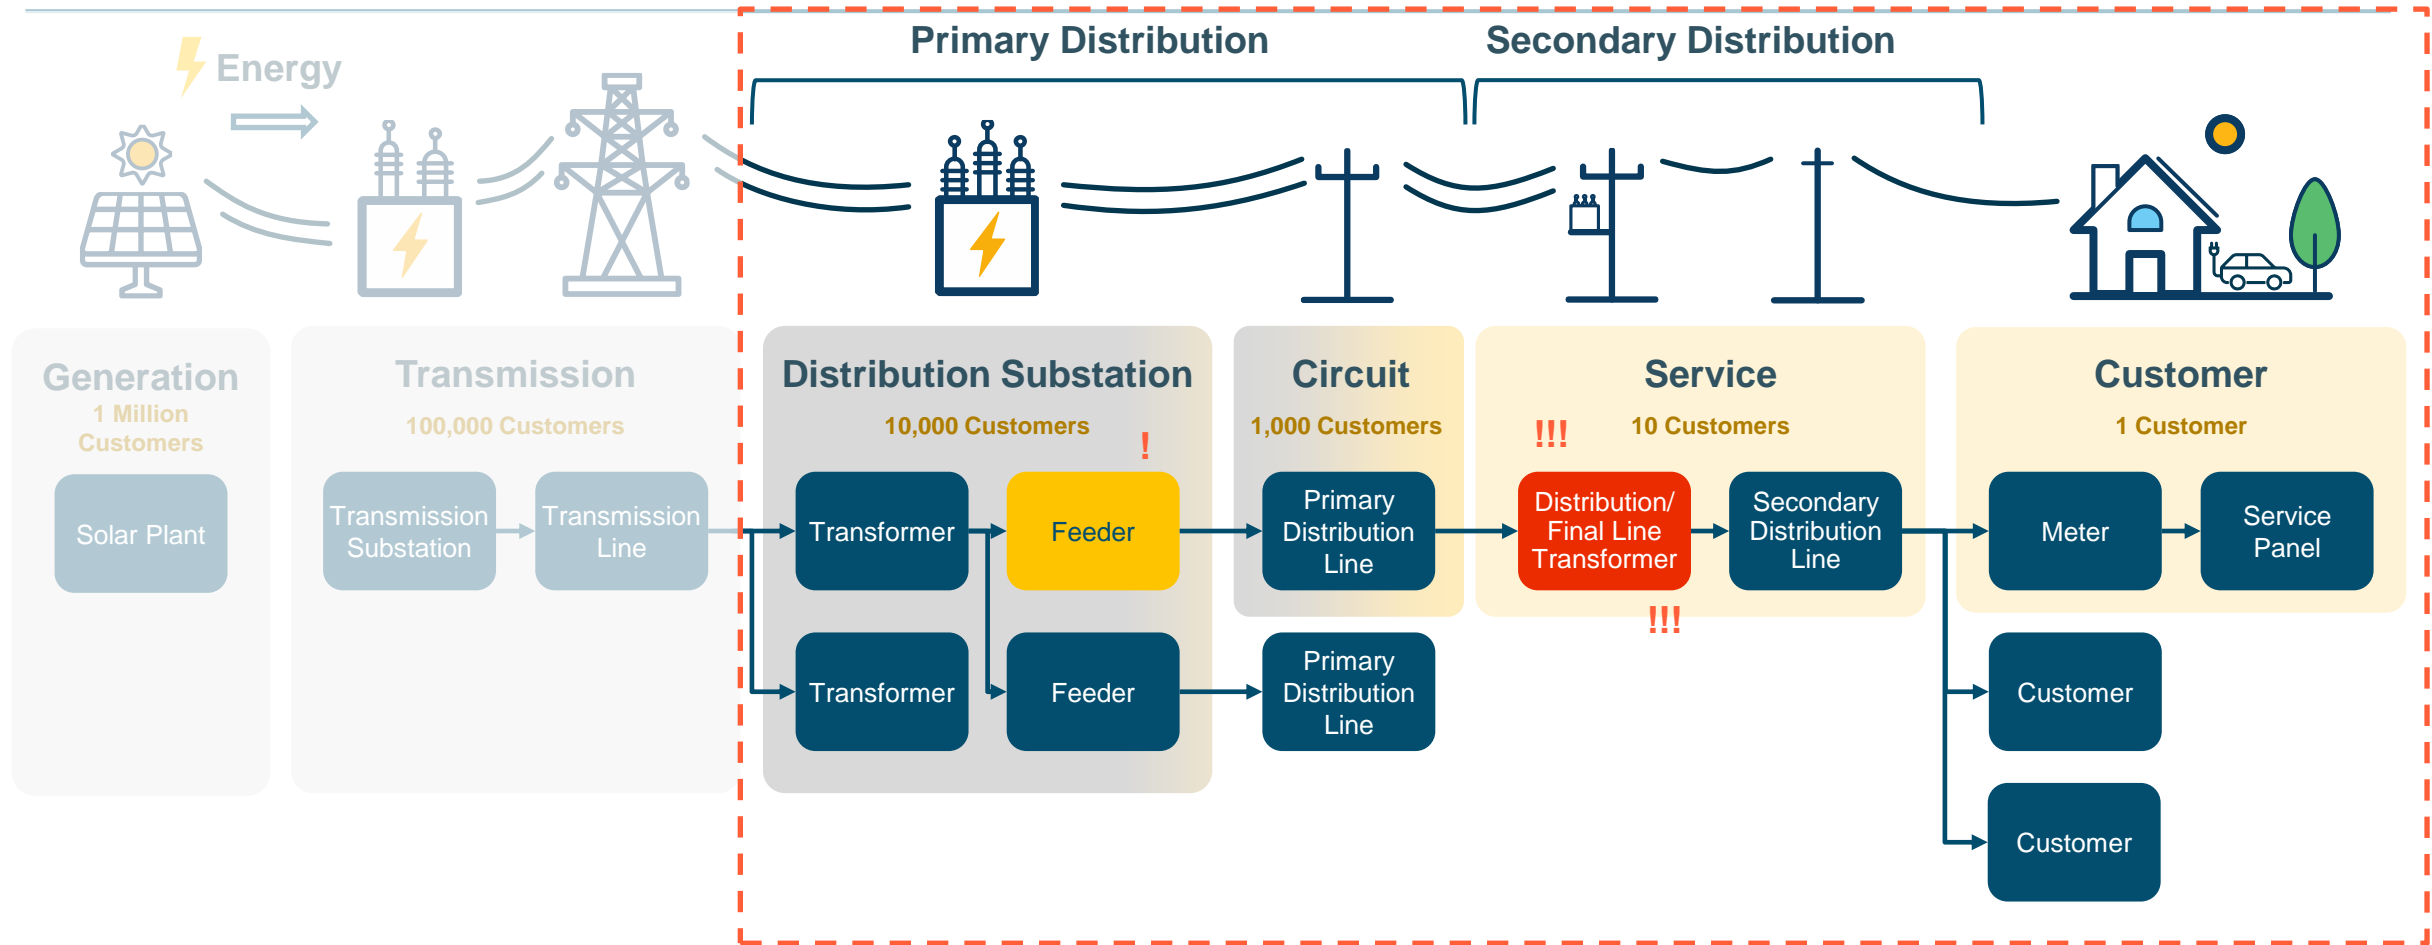 Primary Distribution
Secondary Distribution
Energy
Generation
1 Million
Customers
Solar Plant
Transmission
100,000 Customers
Transmission
Substation
Transmission
Line
Distribution Substation
10,000 Customers
!
Transformer
Feeder
Transformer
Feeder
Circuit
1,000 Customers
Primary
Distribution
Line
Primary
Distribution
Line
Service
10 Customers
!!!
Distribution/
Final Line
Transformer
!!!
Secondary
Distribution
Line
Customer
1 Customer
Meter
Service
Panel
Customer
Customer